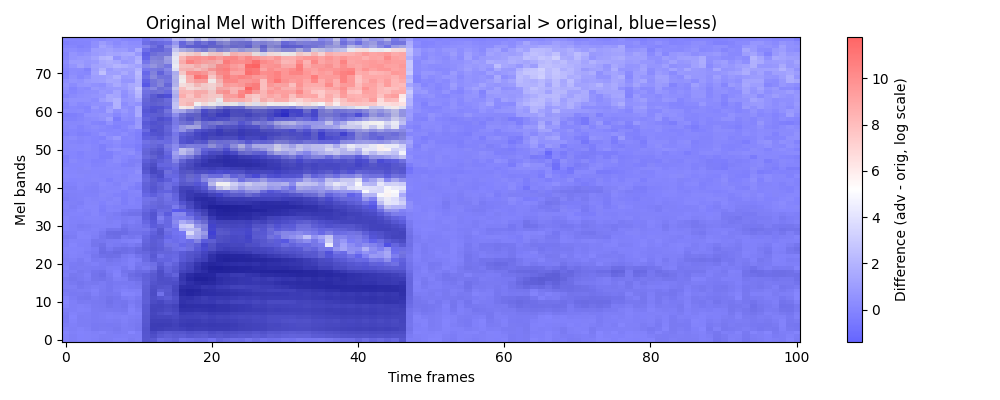 Original Mel with Differences (red=adversarial > original, blue=less)
Mel bands
70
60
50
40
30
20
10
0
0 20 40 60 80 100
Time frames
10
8
6
4
2
0
Difference (adv - orig, log scale)